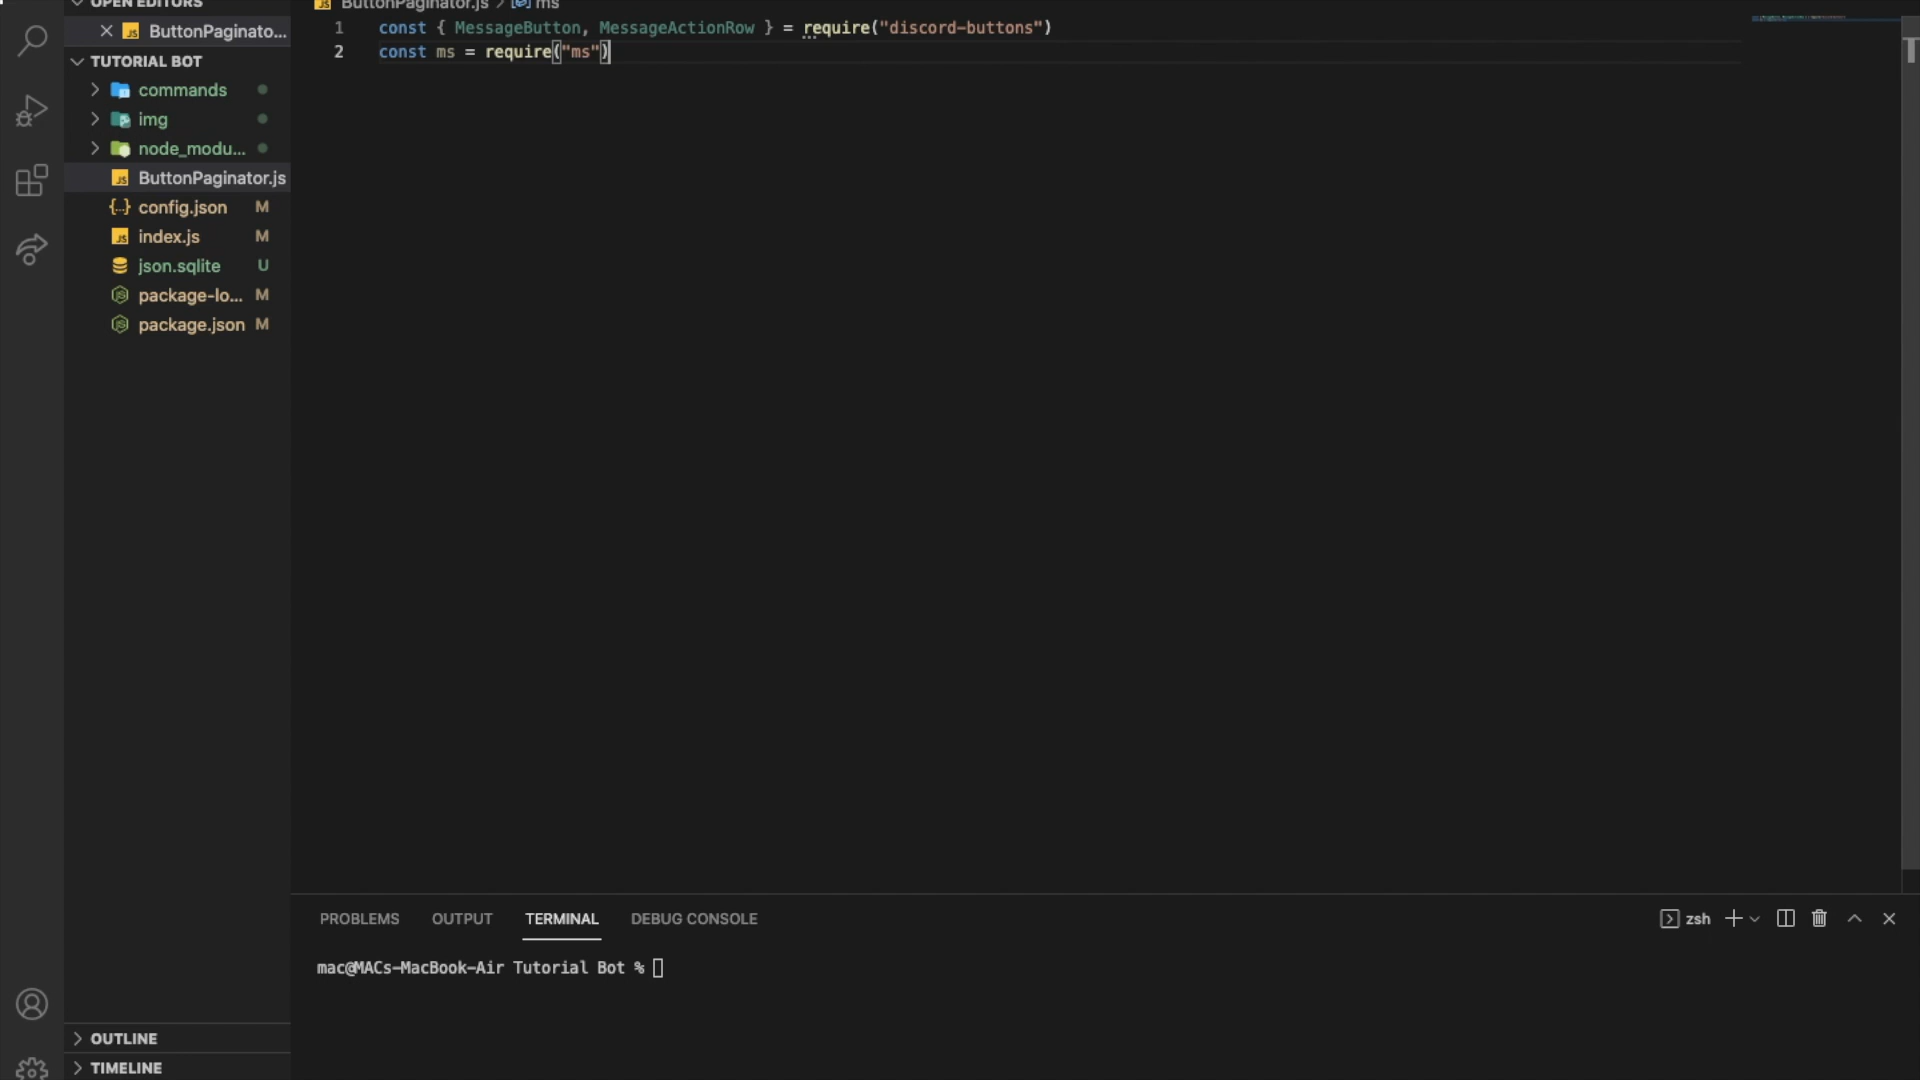 OPEN EDITORS
ButtonPaginato...
TUTORIAL BOT
commands
img
node_modu...
ButtonPaginator.js
config.json M
index.js M
json.sqlite U
package-lo... M
package.json M
OUTLINE
TIMELINE
ButtonPaginator.js > ms
1 const { MessageButton, MessageActionRow } = require("discord-buttons")
2 const ms = require("ms")
PROBLEMS OUTPUT TERMINAL DEBUG CONSOLE
zsh
mac@MACs-MacBook-Air Tutorial Bot %